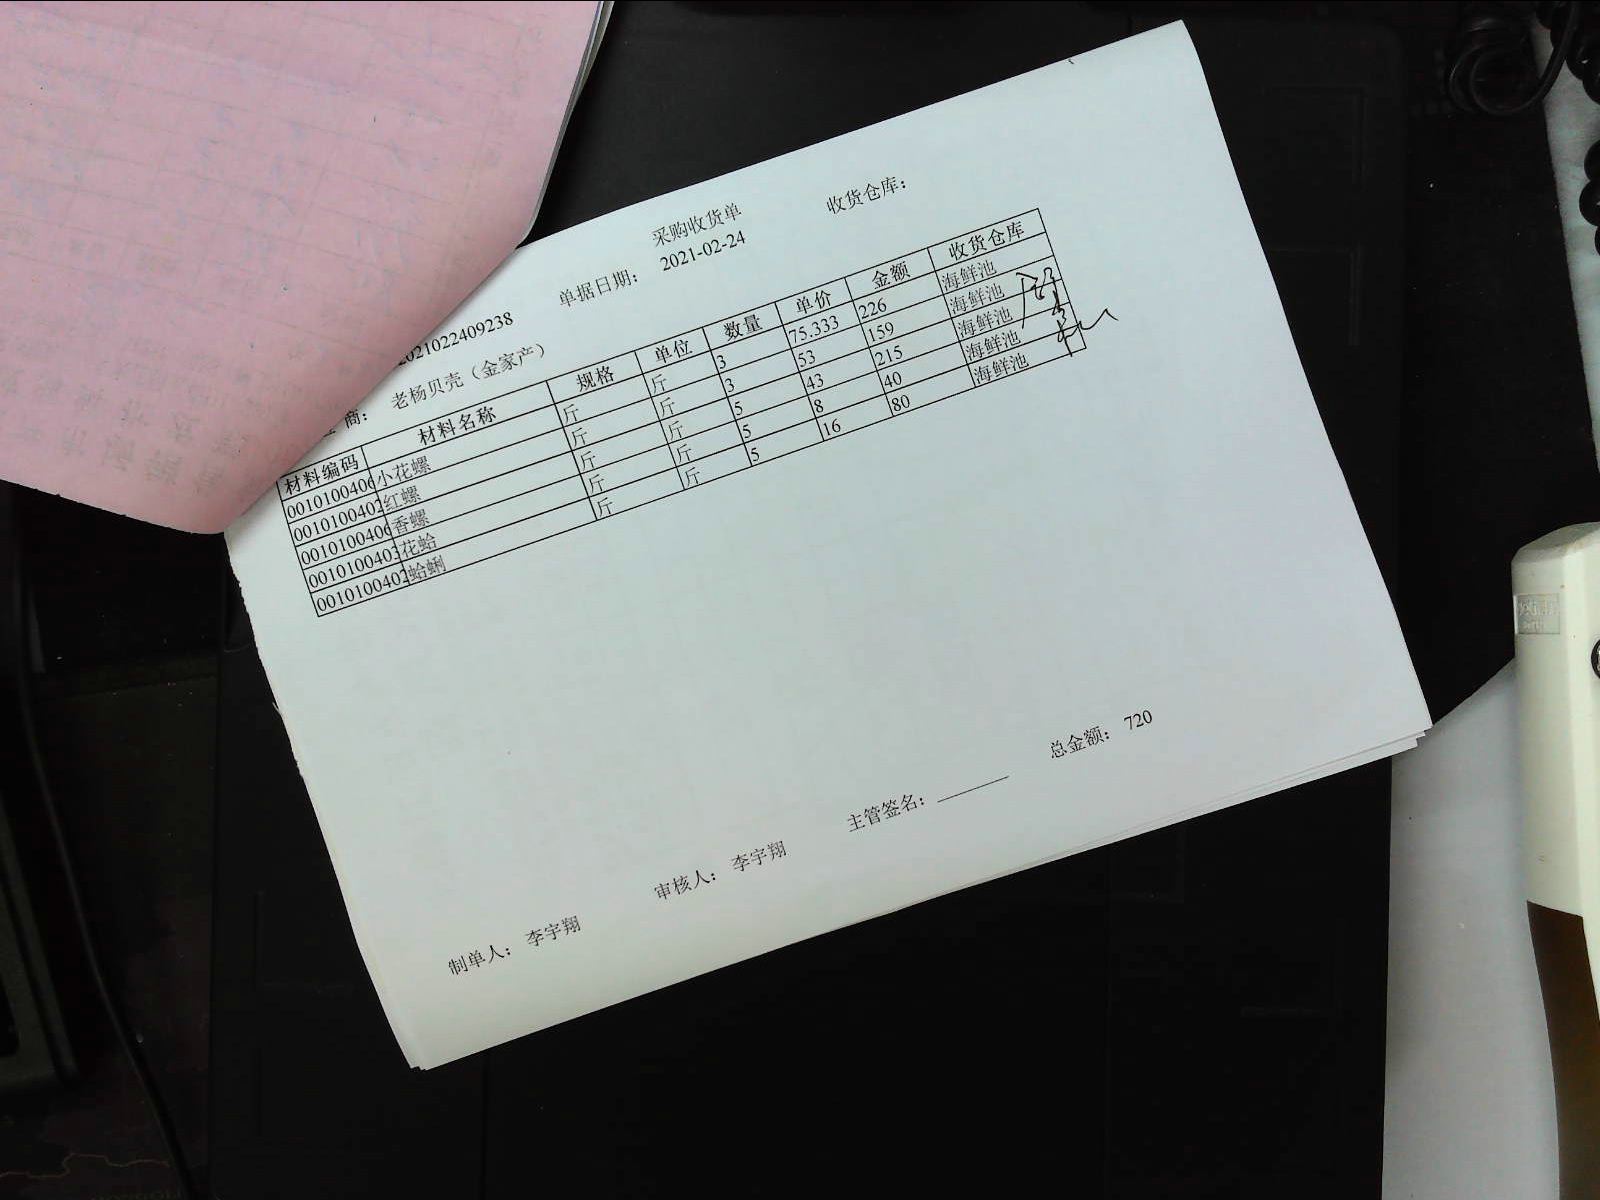 采购收货单 收货仓库：
2021022409238 单据日期： 2021-02-24
商： 老杨贝壳（金家产）
材料编码 材料名称 规格 单位 数量 单价 金额 收货仓库
0010100406 小花螺 斤 斤 3 75.333 226 海鲜池
0010100402 红螺 斤 斤 3 53 159 海鲜池
0010100406 香螺 斤 斤 5 43 215 海鲜池
0010100403 花蛤 斤 斤 5 8 40 海鲜池
0010100402 蛤蜊 斤 斤 5 16 80 海鲜池
总金额： 720
制单人： 李宇翔 审核人： 李宇翔 主管签名：